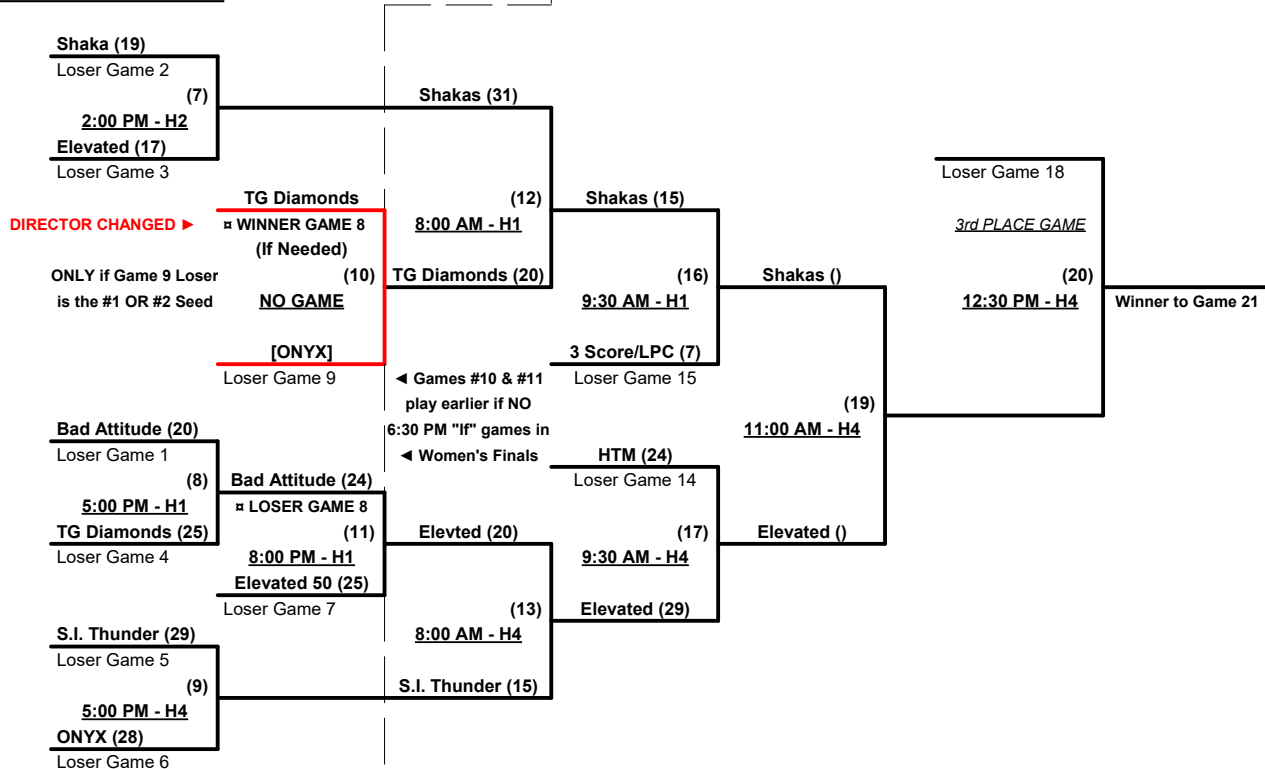 Shaka (19)
Loser Game 2
(7)
2:00 PM - H2
Elevated (17)
Loser Game 3
Shakas (31)
TG Diamonds
DIRECTOR CHANGED ►
¤ WINNER GAME 8
(If Needed)
ONLY if Game 9 Loser
is the #1 OR #2 Seed
(10)
NO GAME
[ONYX]
Loser Game 9
(12)
8:00 AM - H1
TG Diamonds (20)
Shakas (15)
(16)
9:30 AM - H1
3 Score/LPC (7)
Loser Game 15
Shakas ()
Loser Game 18
3rd PLACE GAME
(20)
12:30 PM - H4
Winner to Game 21
◄ Games #10 & #11
play earlier if NO
6:30 PM "If" games in
◄ Women's Finals
(19)
11:00 AM - H4
Bad Attitude (20)
Loser Game 1
(8)
5:00 PM - H1
TG Diamonds (25)
Loser Game 4
Bad Attitude (24)
¤ LOSER GAME 8
(11)
8:00 PM - H1
Elevated 50 (25)
Loser Game 7
HTM (24)
Loser Game 14
Elevted (20)
(17)
9:30 AM - H4
Elevated ()
(13)
8:00 AM - H4
Elevated (29)
S.I. Thunder (29)
Loser Game 5
(9)
5:00 PM - H4
ONYX (28)
Loser Game 6
S.I. Thunder (15)